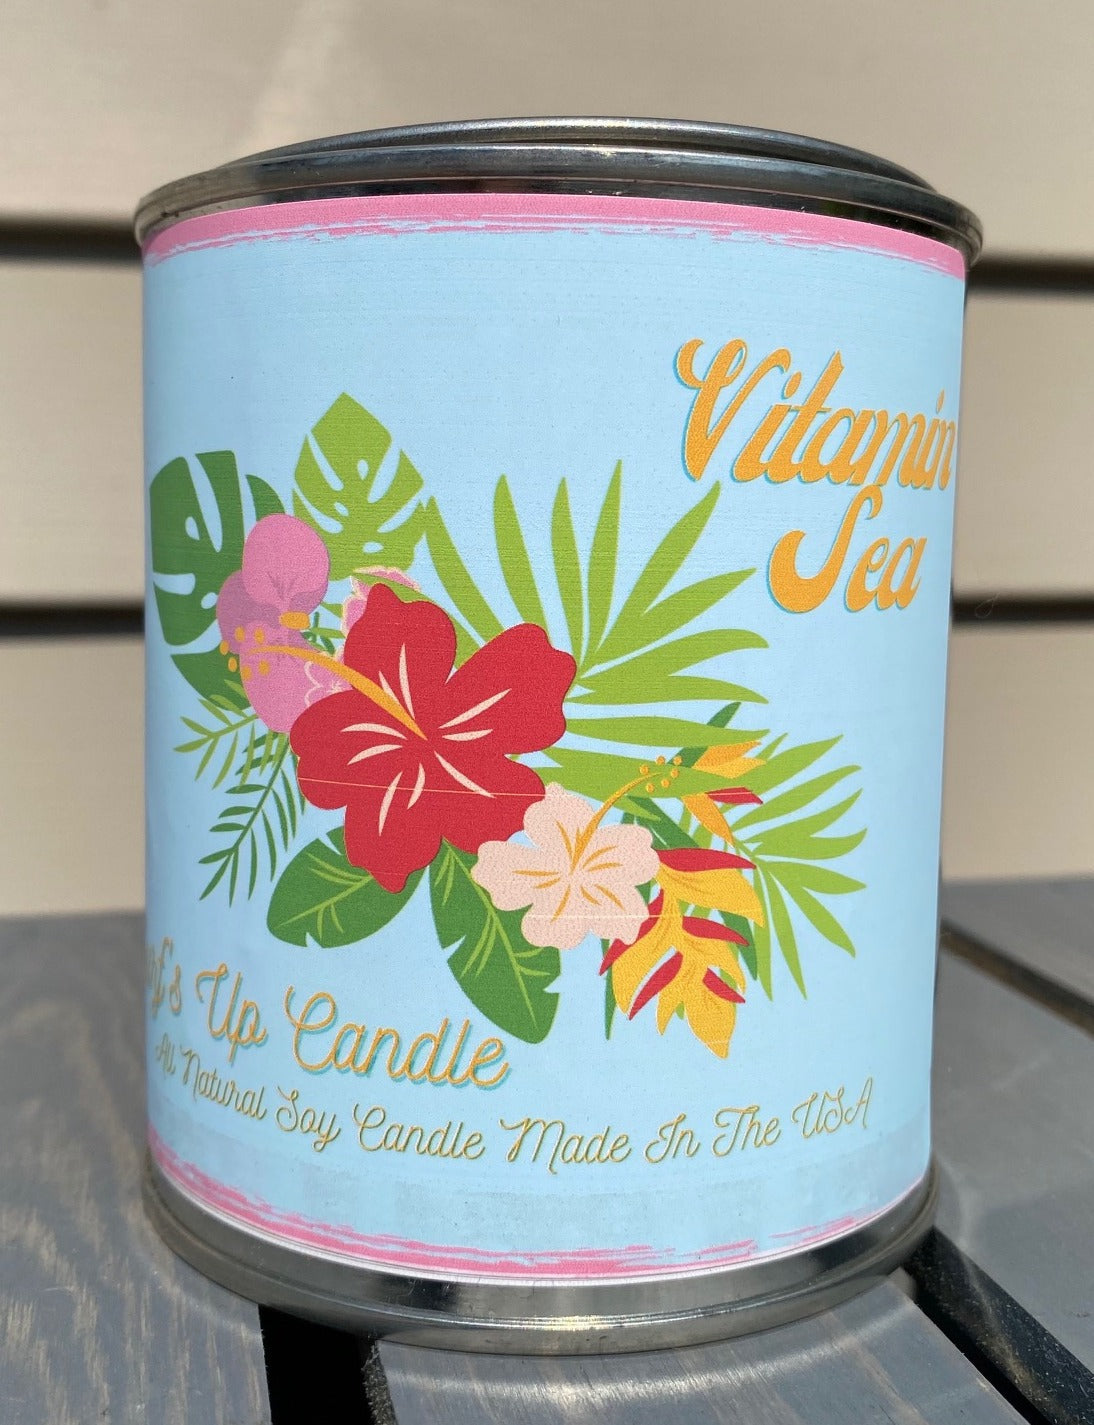 Vitamin
Sea
Up Candle
All Natural Soy Candle Made In The USA